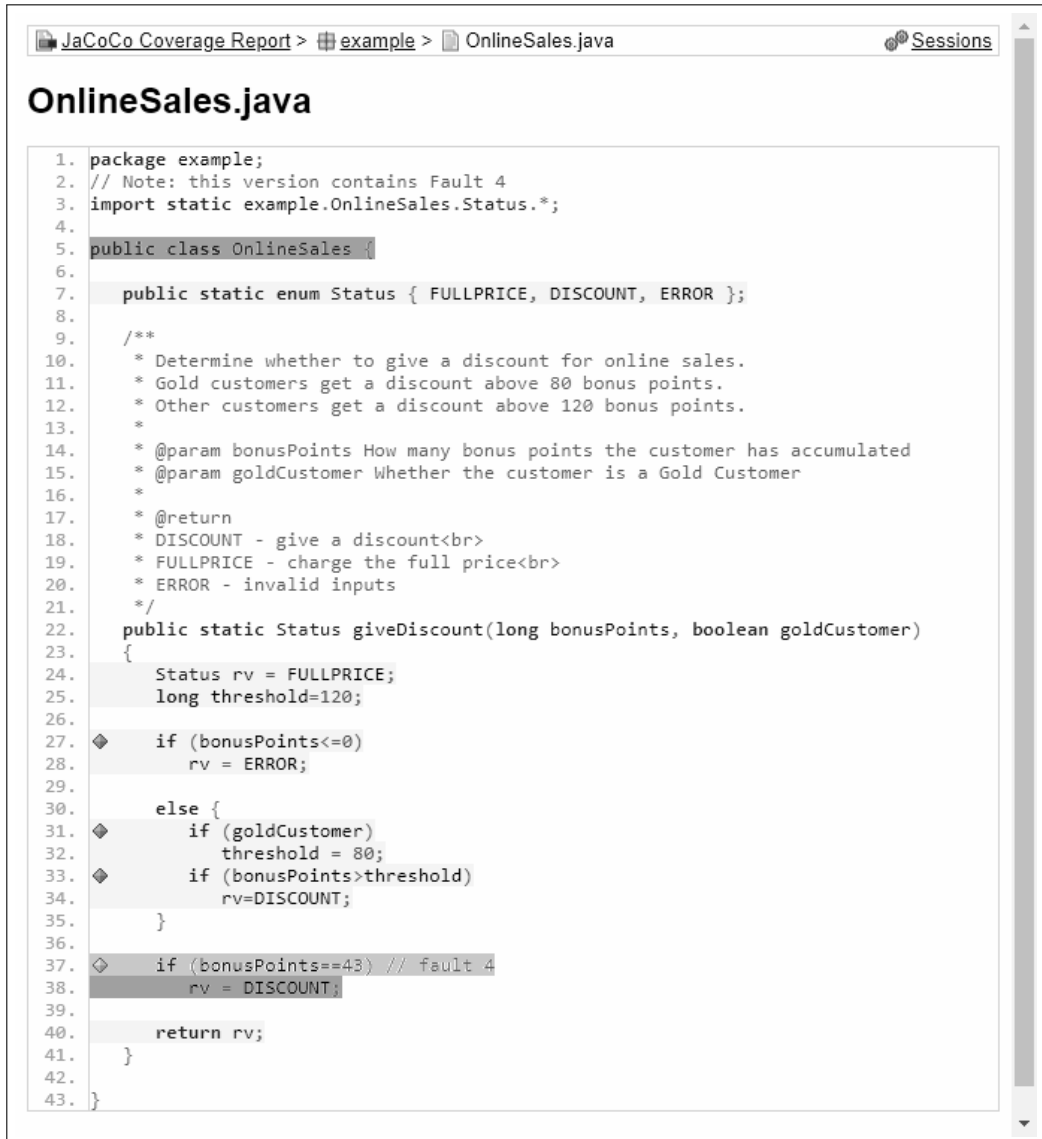 JaCoCo Coverage Report > example > OnlineSales.java Sessions
OnlineSales.java
1. package example;
2. // Note: this version contains Fault 4
3. import static example.OnlineSales.Status.*;
4.
5. public class OnlineSales {
6.
7. public static enum Status { FULLPRICE, DISCOUNT, ERROR };
8.
9. /**
10. * Determine whether to give a discount for online sales.
11. * Gold customers get a discount above 80 bonus points.
12. * Other customers get a discount above 120 bonus points.
13. *
14. * @param bonusPoints How many bonus points the customer has accumulated
15. * @param goldCustomer Whether the customer is a Gold Customer
16. *
17. * @return
18. * DISCOUNT - give a discount<br>
19. * FULLPRICE - charge the full price<br>
20. * ERROR - invalid inputs
21. */
22. public static Status giveDiscount(long bonusPoints, boolean goldCustomer)
23. {
24. Status rv = FULLPRICE;
25. long threshold=120;
26.
27. if (bonusPoints<=0)
28. rv = ERROR;
29.
30. else {
31. if (goldCustomer)
32. threshold = 80;
33. if (bonusPoints>threshold)
34. rv=DISCOUNT;
35. }
36.
37. if (bonusPoints==43) // fault 4
38. rv = DISCOUNT;
39.
40. return rv;
41. }
42.
43. }